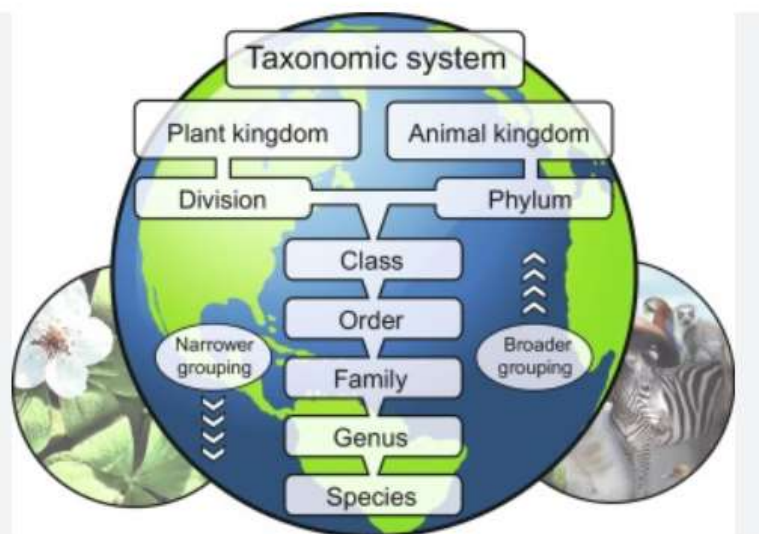 Taxonomic system
Plant kingdom
Animal kingdom
Division
Phylum
Class
Order
Narrower
grouping
Broader
grouping
Family
Genus
Species